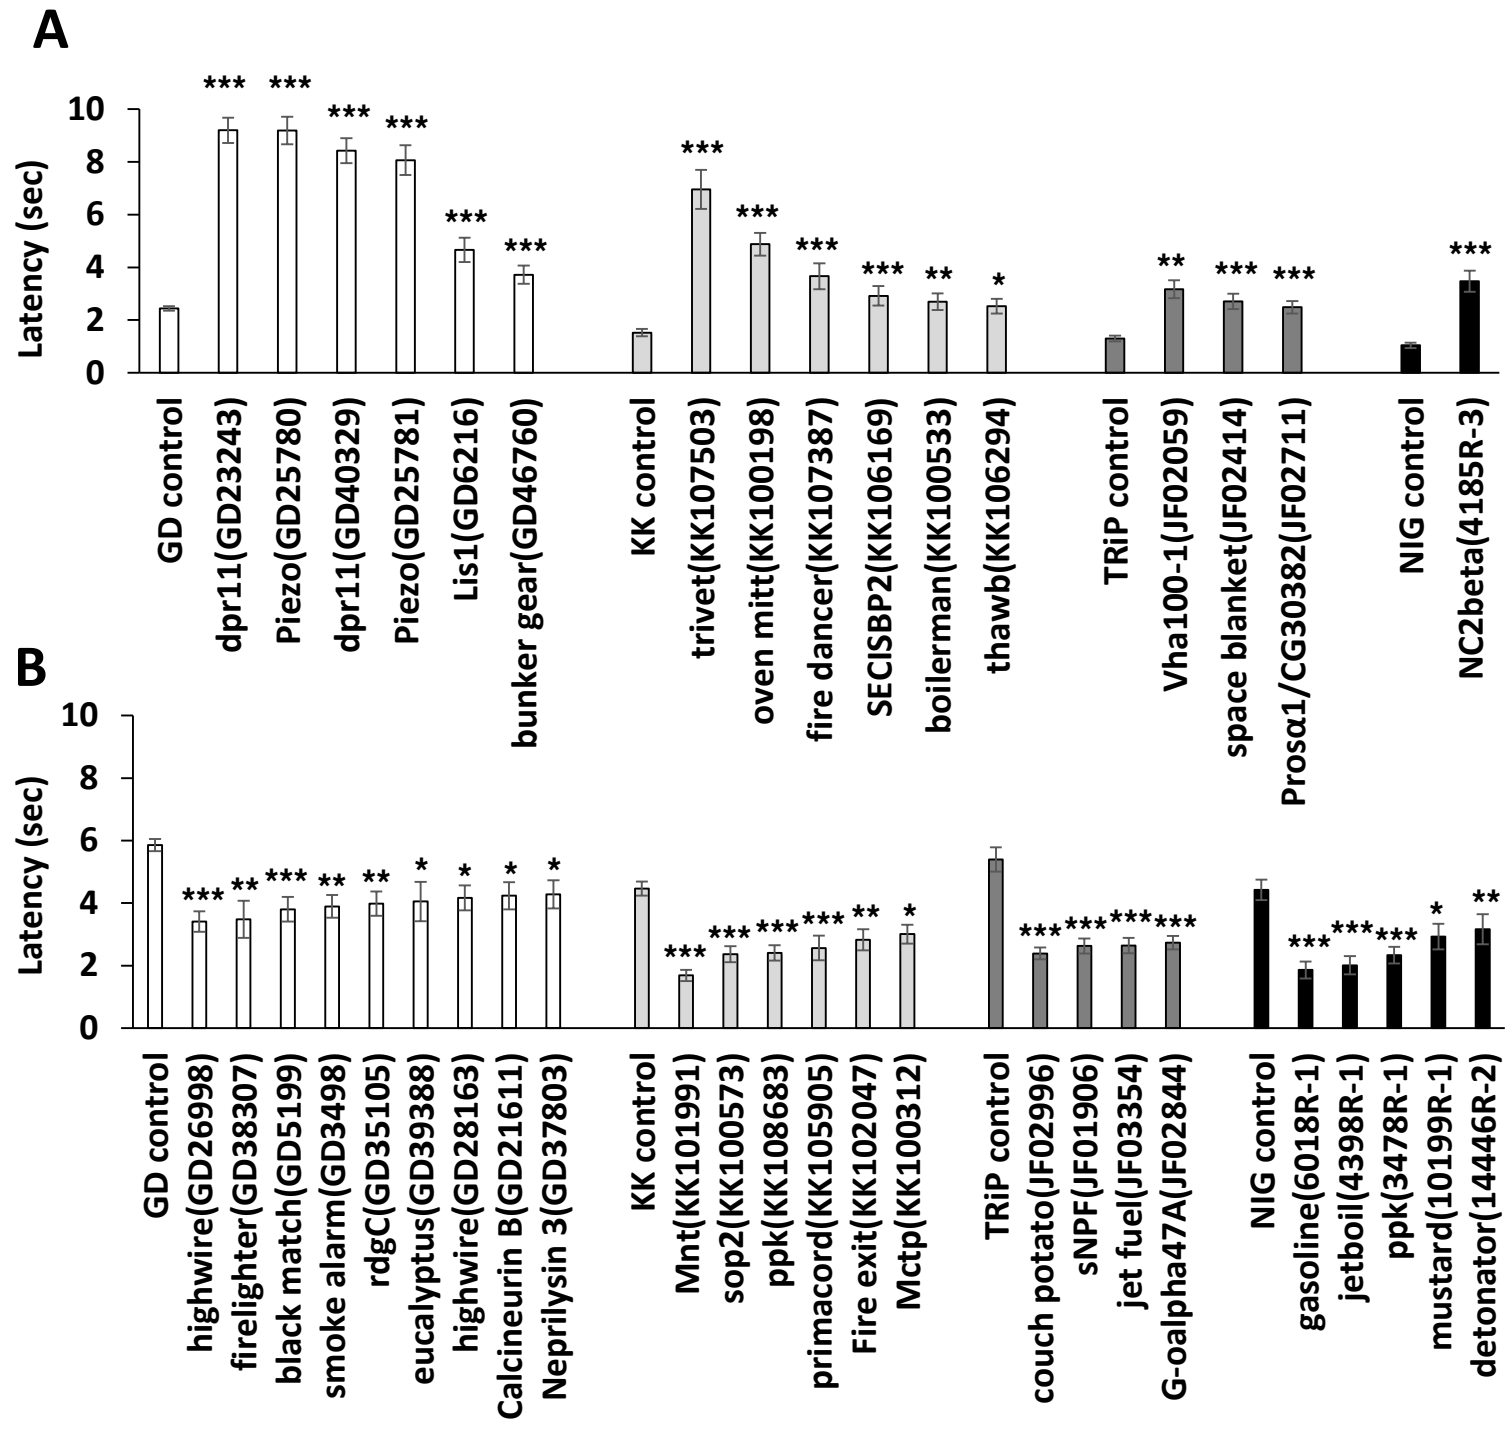 A
Latency (sec)
10
8
6
4
2
0
*** *** *** *** *** ***
*** *** *** *** ** *
** *** ***
***
GD control
dpr11(GD23243)
Piezo(GD25780)
dpr11(GD40329)
Piezo(GD25781)
Lis1(GD6216)
bunker gear(GD46760)
KK control
trivet(KK107503)
oven mitt(KK100198)
fire dancer(KK107387)
SECISBP2(KK106169)
boilerman(KK100533)
thawb(KK106294)
TRiP control
Vha100-1(JF02059)
space blanket(JF02414)
Prosα1/CG30382(JF02711)
NIG control
NC2beta(4185R-3)
B
Latency (sec)
10
8
6
4
2
0
*** ** *** ** ** * * * *
*** *** *** *** ** *
*** *** *** ***
*** *** *** * **
GD control
highwire(GD26998)
firelighter(GD38307)
black match(GD5199)
smoke alarm(GD3498)
rdgC(GD35105)
eucalyptus(GD39388)
highwire(GD28163)
Calcineurin B(GD21611)
Neprilysin 3(GD37803)
KK control
Mnt(KK101991)
sop2(KK100573)
ppk(KK108683)
primacord(KK105905)
Fire exit(KK102047)
Mctp(KK100312)
TRiP control
couch potato(JF02996)
sNPF(JF01906)
jet fuel(JF03354)
G-oalpha47A(JF02844)
NIG control
gasoline(6018R-1)
jetboil(4398R-1)
ppk(3478R-1)
mustard(10199R-1)
detonator(14446R-2)